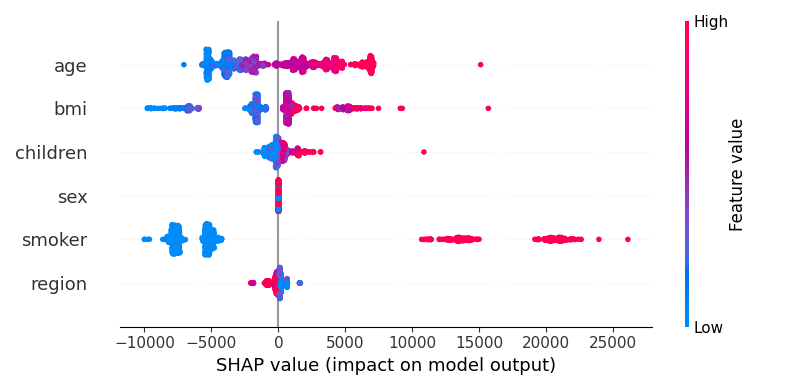 High
age
bmi
children
sex
smoker
region
Feature value
Low
−10000 −5000 0 5000 10000 15000 20000 25000
SHAP value (impact on model output)